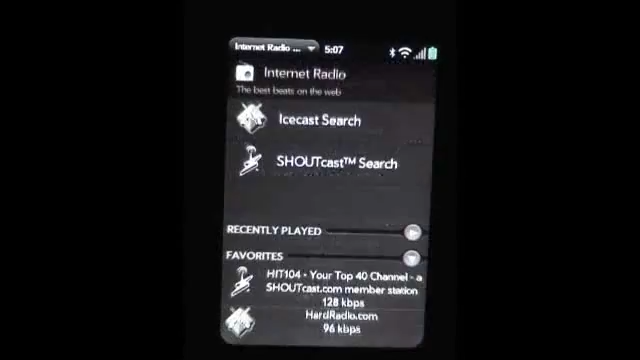 Internet Radio ... 5:07
Internet Radio
The best beats on the web
Icecast Search
SHOUTcast™ Search
RECENTLY PLAYED
FAVORITES
HIT104 - Your Top 40 Channel - a
SHOUTcast.com member station
128 kbps
HardRadio.com
96 kbps